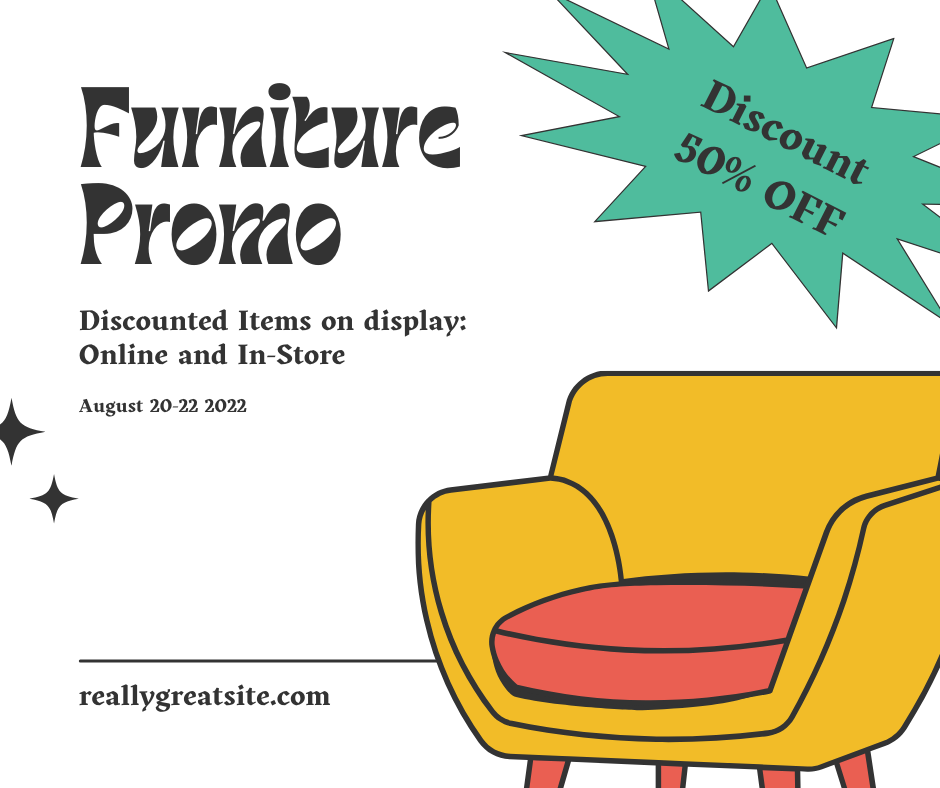 Furniture
Promo
Discount
50% OFF
Discounted Items on display:
Online and In-Store
August 20-22 2022
reallygreatsite.com